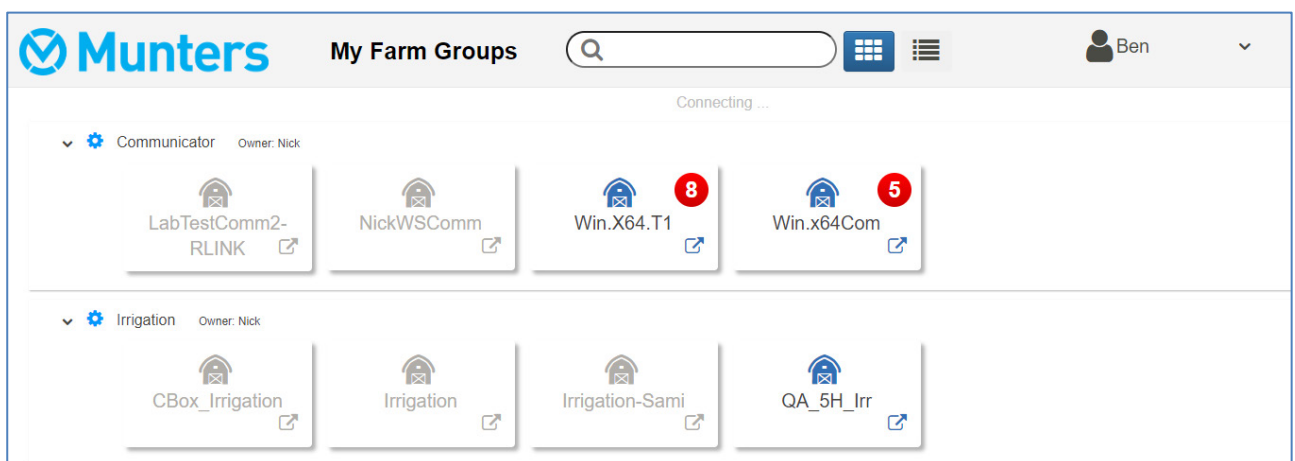 Munters My Farm Groups Ben
Connecting ...
Communicator Owner: Nick
8 5
LabTestComm2- NickWSComm Win.X64.T1 Win.x64Com
RLINK
Irrigation Owner: Nick
CBox_Irrigation Irrigation Irrigation-Sami QA_5H_Irr